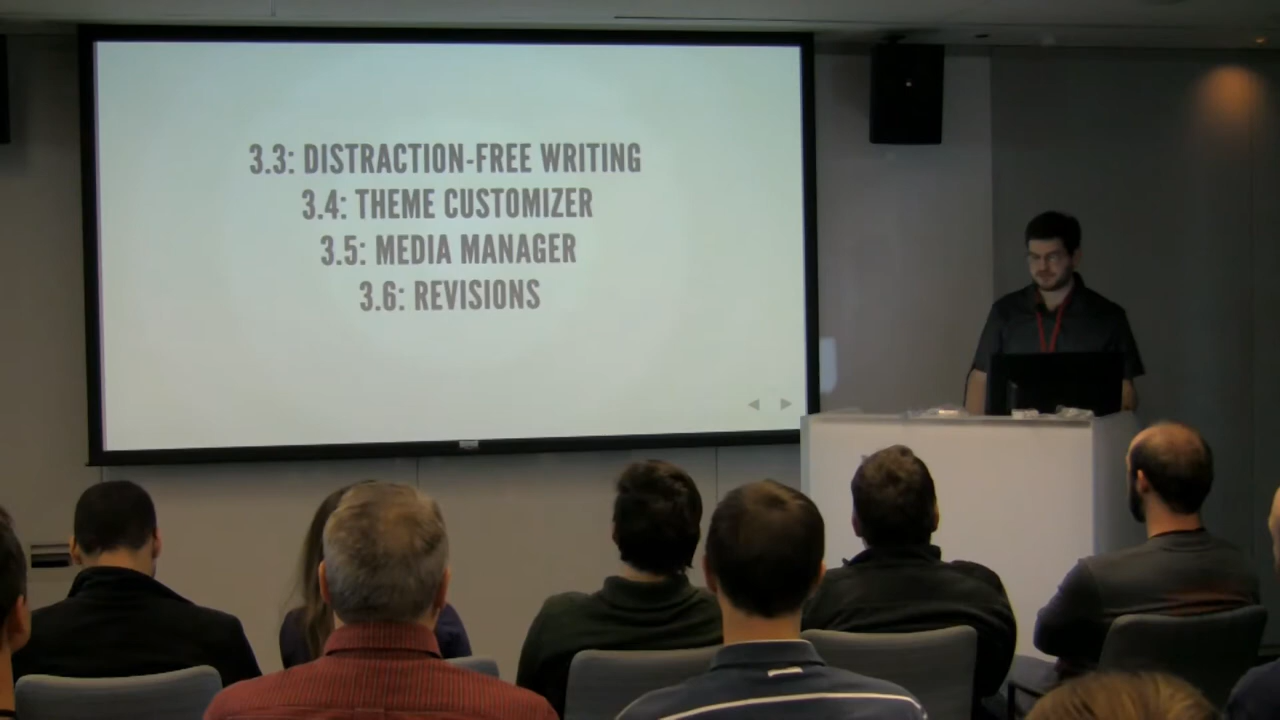 3.3: DISTRACTION-FREE WRITING
3.4: THEME CUSTOMIZER
3.5: MEDIA MANAGER
3.6: REVISIONS